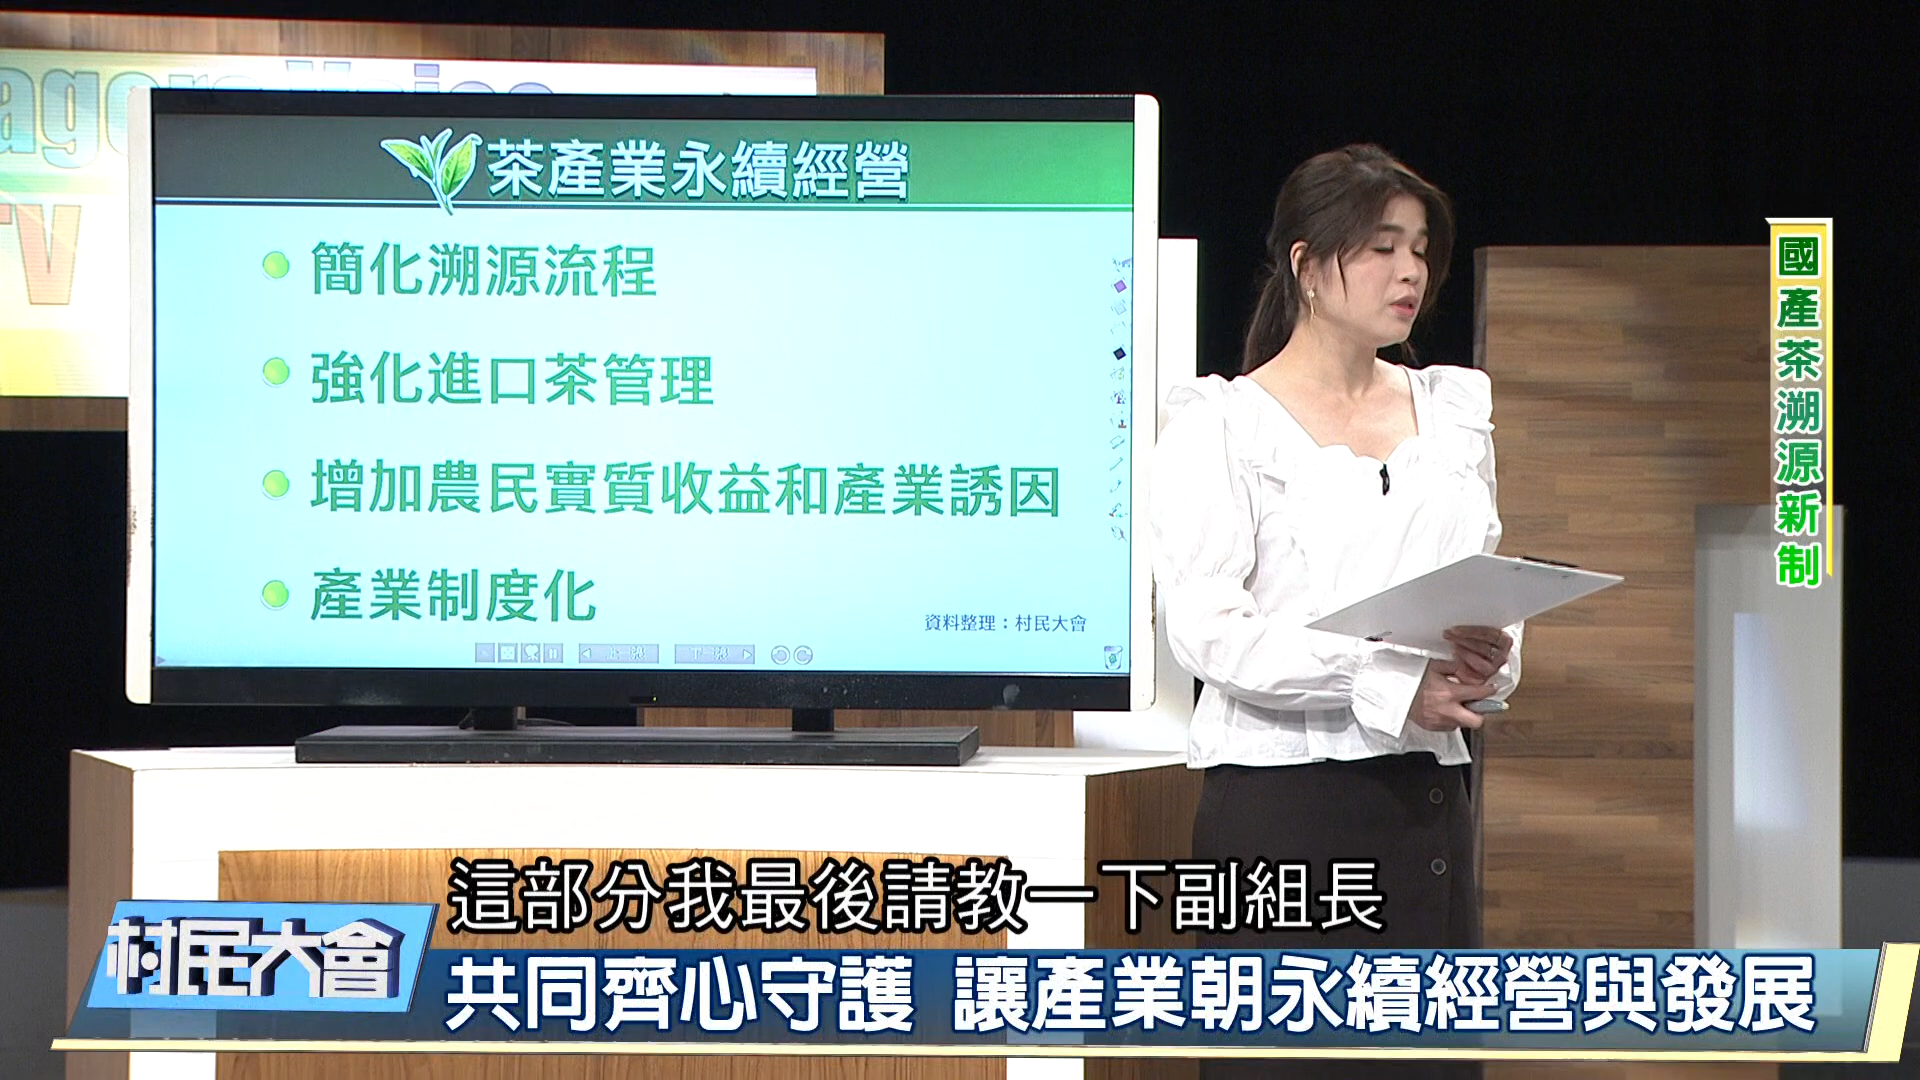 茶產業永續經營
簡化溯源流程
強化進口茶管理
增加農民實質收益和產業誘因
產業制度化
資料整理：村民大會
國產茶溯源新制
這部分我最後請教一下副組長
村民大會
共同齊心守護 讓產業朝永續經營與發展